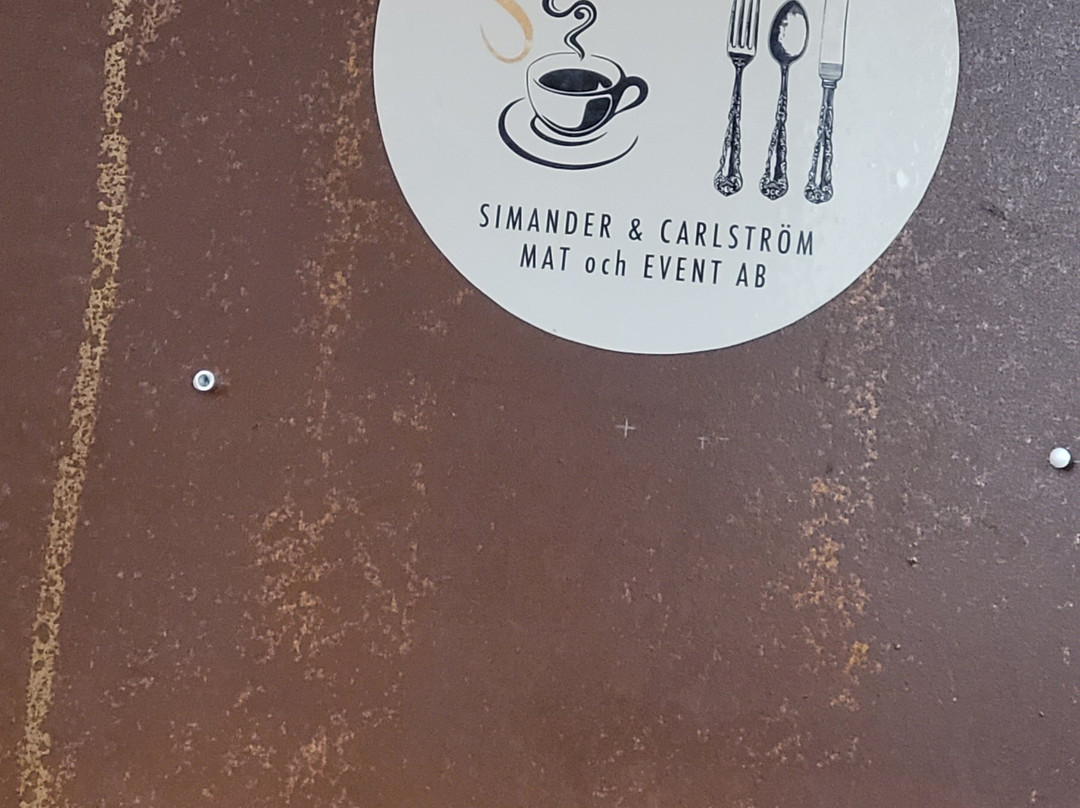 SIMANDER & CARLSTRÖM
MAT och EVENT AB